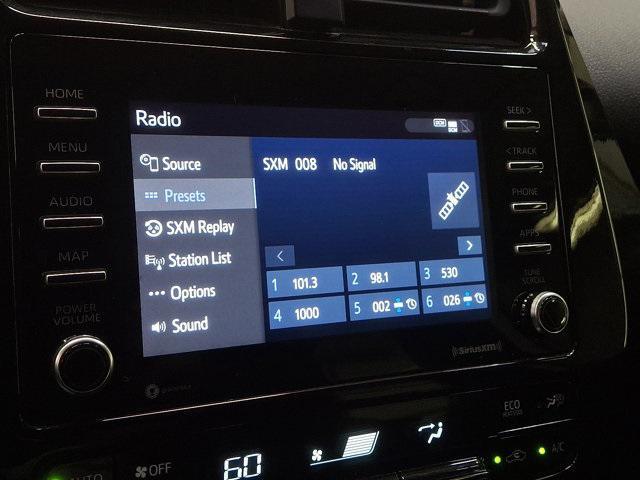 HOME
MENU
AUDIO
MAP
POWER
VOLUME
Radio
DCM
Source
Presets
SXM Replay
Station List
Options
Sound
SXM 008 No Signal
<
>
1 101.3
2 98.1
3 530
4 1000
5 002
6 026
SEEK >
< TRACK
PHONE
APPS
TUNE
SCROLL
SiriusXM
AUTO
OFF
60
ECO
A/C